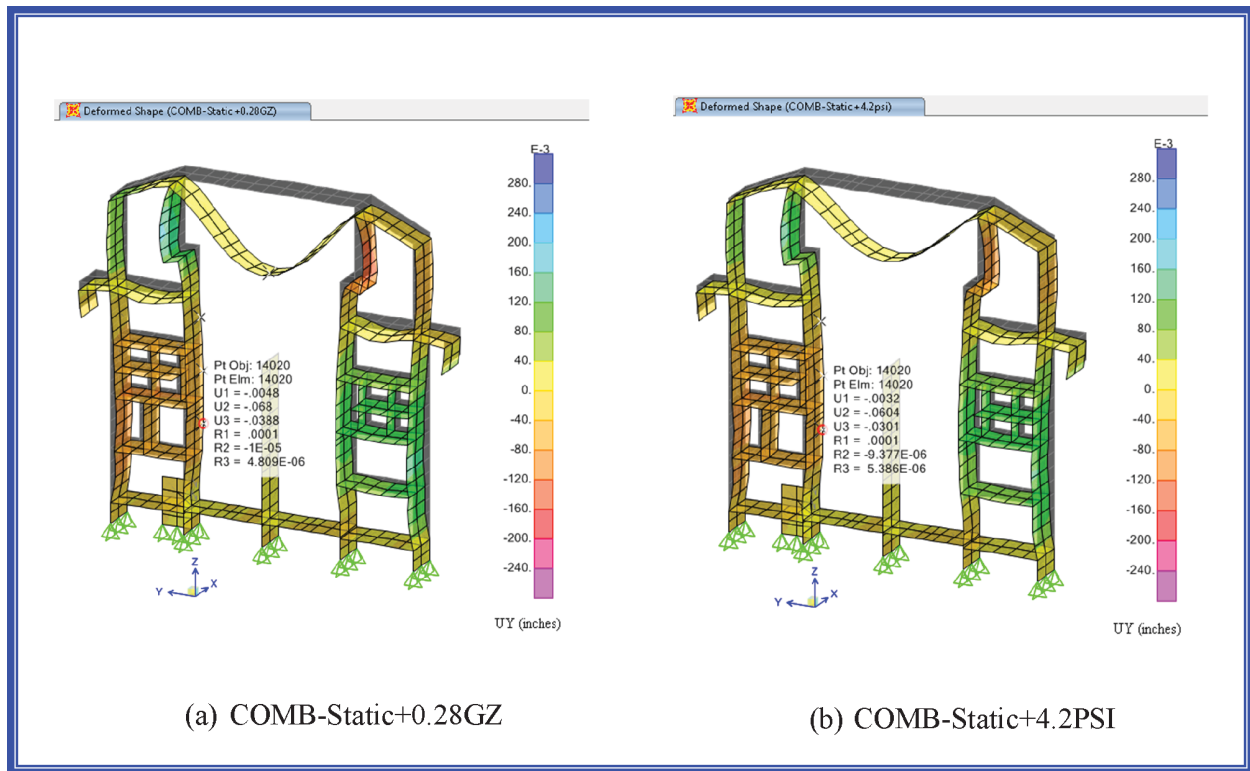 Deformed Shape (COMB-Static+0.28GZ)
E-3
280.
240.
200.
160.
120.
80.
40.
0.
-40.
-80.
-120.
-160.
-200.
-240.
Pt Obj: 14020
Pt Elm: 14020
U1 = -.0048
U2 = -.068
U3 = -.0388
R1 = .0001
R2 = -1E-05
R3 = 4.809E-06
Z
Y
X
UY (inches)
(a) COMB-Static+0.28GZ
Deformed Shape (COMB-Static+4.2psi)
E-3
280.
240.
200.
160.
120.
80.
40.
0.
-40.
-80.
-120.
-160.
-200.
-240.
Pt Obj: 14020
Pt Elm: 14020
U1 = -.0032
U2 = -.0604
U3 = -.0301
R1 = .0001
R2 = -9.377E-06
R3 = 5.386E-06
Z
Y
X
UY (inches)
(b) COMB-Static+4.2PSI